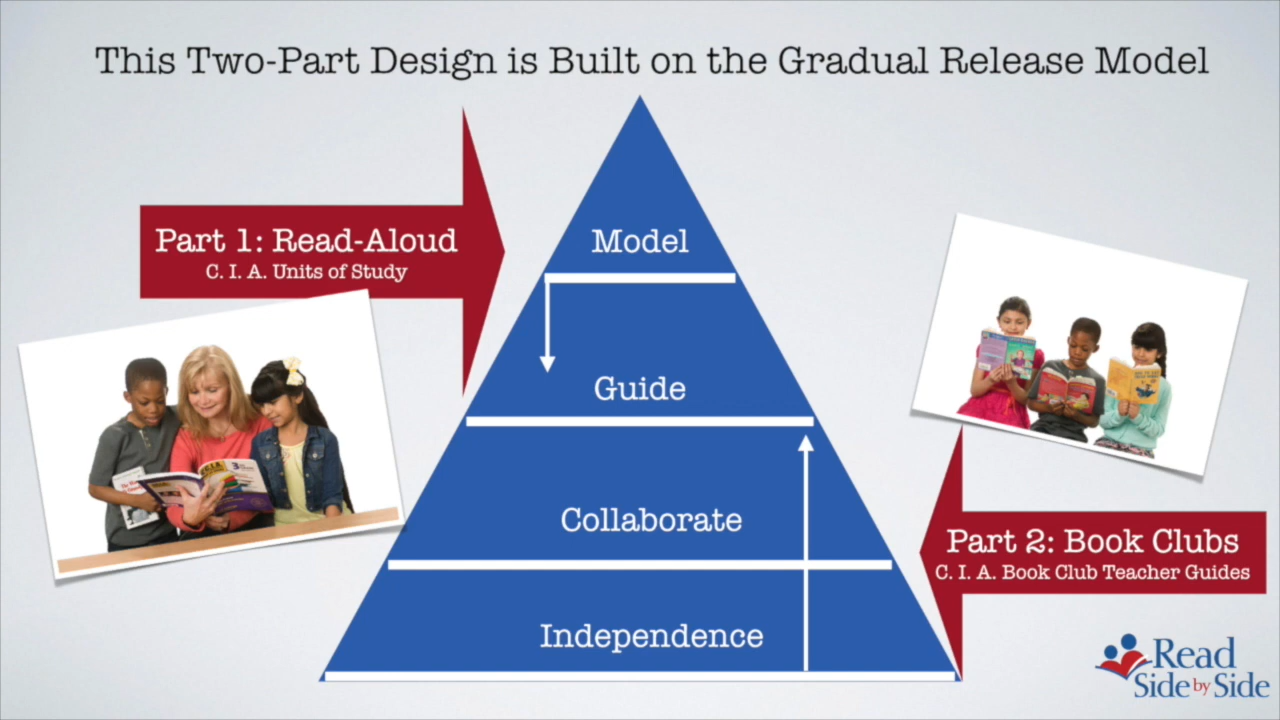 This Two-Part Design is Built on the Gradual Release Model
Part 1: Read-Aloud
C. I. A. Units of Study
Model
Guide
Collaborate
Independence
Part 2: Book Clubs
C. I. A. Book Club Teacher Guides
Read
Side by Side